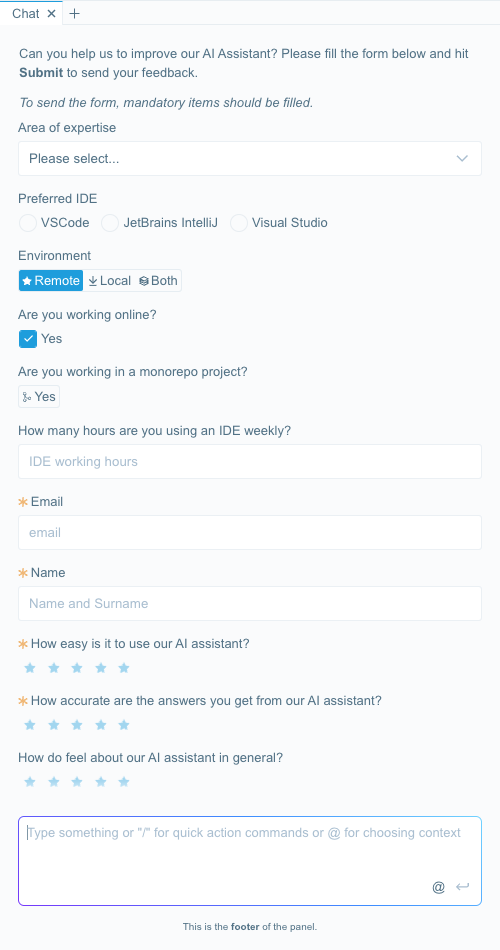 Chat
Can you help us to improve our AI Assistant? Please fill the form below and hit
Submit to send your feedback.
To send the form, mandatory items should be filled.
Area of expertise
Please select...
Preferred IDE
VSCode JetBrains IntelliJ Visual Studio
Environment
Remote Local Both
Are you working online?
Yes
Are you working in a monorepo project?
Yes
How many hours are you using an IDE weekly?
IDE working hours
Email
email
Name
Name and Surname
How easy is it to use our AI assistant?
How accurate are the answers you get from our AI assistant?
How do feel about our AI assistant in general?
Type something or "/" for quick action commands or @ for choosing context
@
This is the footer of the panel.